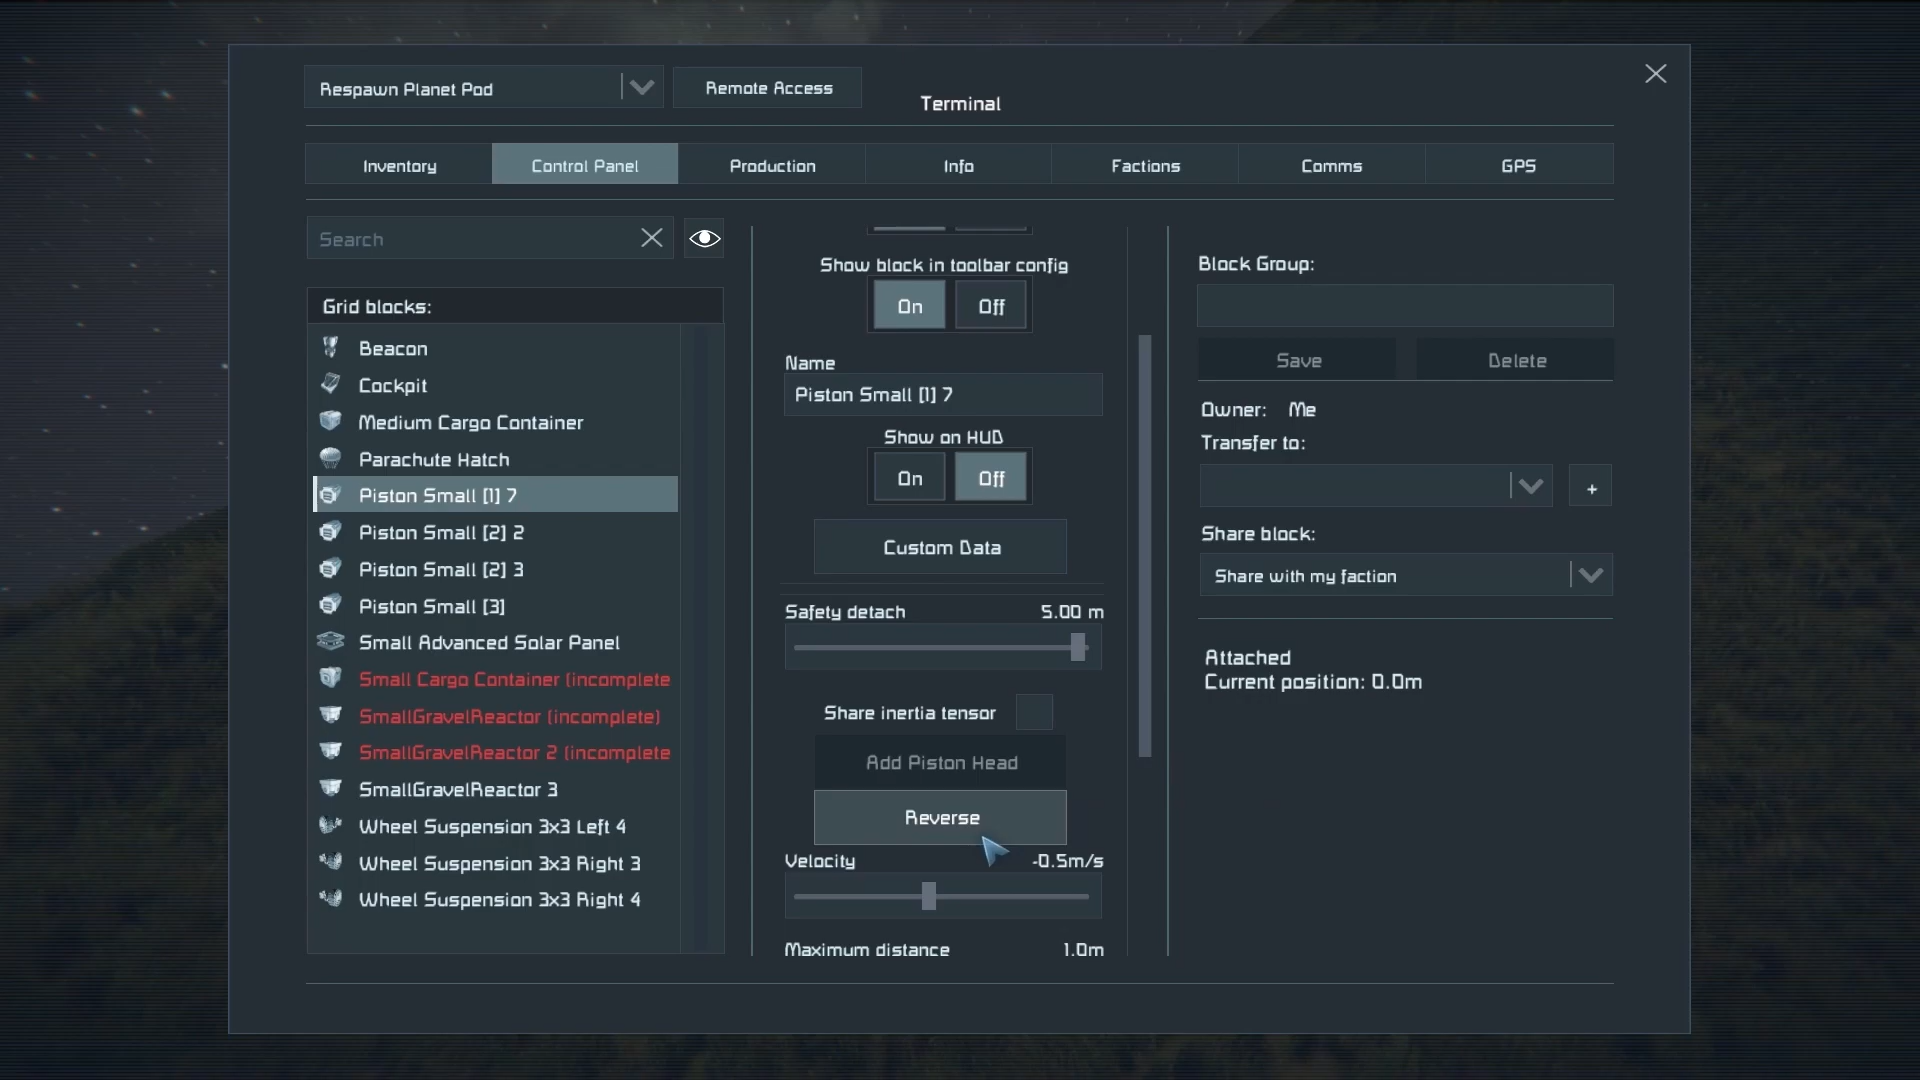 Respawn Planet Pod
Remote Access
Terminal
Inventory
Control Panel
Production
Info
Factions
Comms
GPS
Search
Grid blocks:
Beacon
Cockpit
Medium Cargo Container
Parachute Hatch
Piston Small [1] 7
Piston Small [2] 2
Piston Small [2] 3
Piston Small [3]
Small Advanced Solar Panel
Small Cargo Container (incomplete
SmallGravelReactor (incomplete)
SmallGravelReactor 2 (incomplete
SmallGravelReactor 3
Wheel Suspension 3x3 Left 4
Wheel Suspension 3x3 Right 3
Wheel Suspension 3x3 Right 4
Show block in toolbar config
On Off
Name
Piston Small [1] 7
Show on HUD
On Off
Custom Data
Safety detach 5.00 m
Share inertia tensor
Add Piston Head
Reverse
Velocity -0.5m/s
Maximum distance 1.0m
Block Group:
Save
Delete
Owner: Me
Transfer to:
+
Share block:
Share with my faction
Attached
Current position: 0.0m